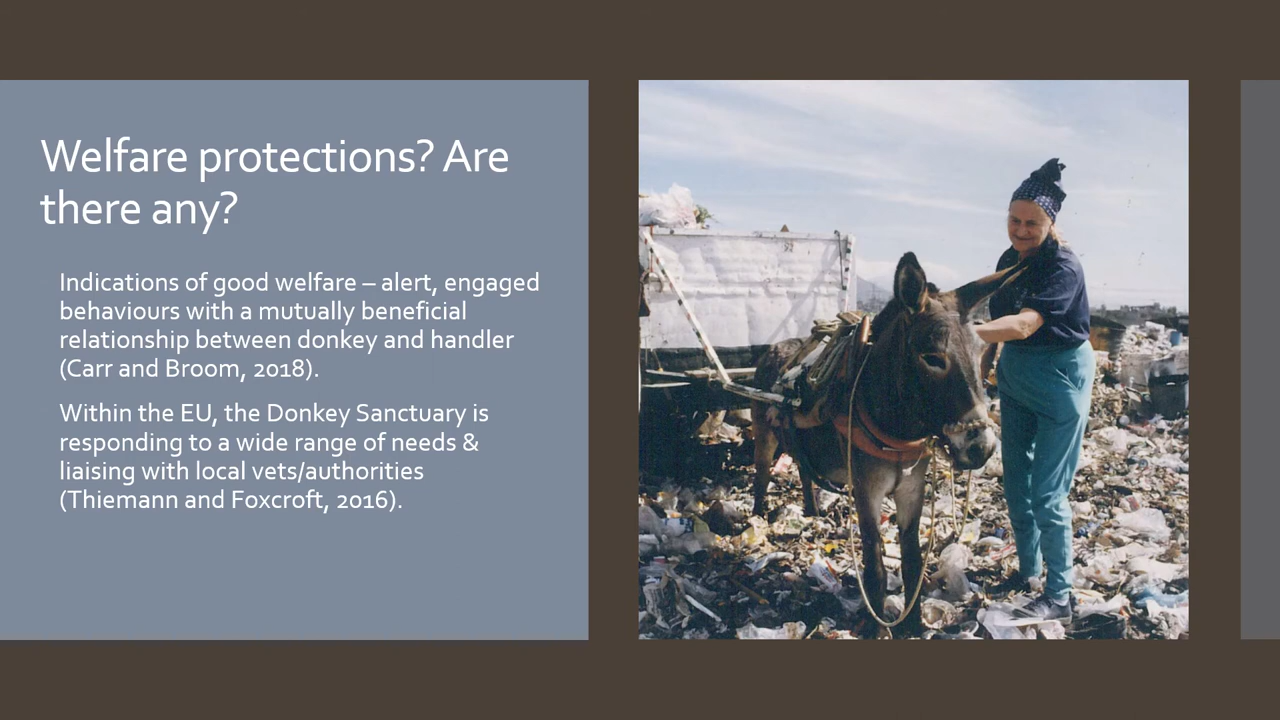 Welfare protections? Are
there any?
Indications of good welfare – alert, engaged
behaviours with a mutually beneficial
relationship between donkey and handler
(Carr and Broom, 2018).
Within the EU, the Donkey Sanctuary is
responding to a wide range of needs &
liaising with local vets/authorities
(Thiemann and Foxcroft, 2016).